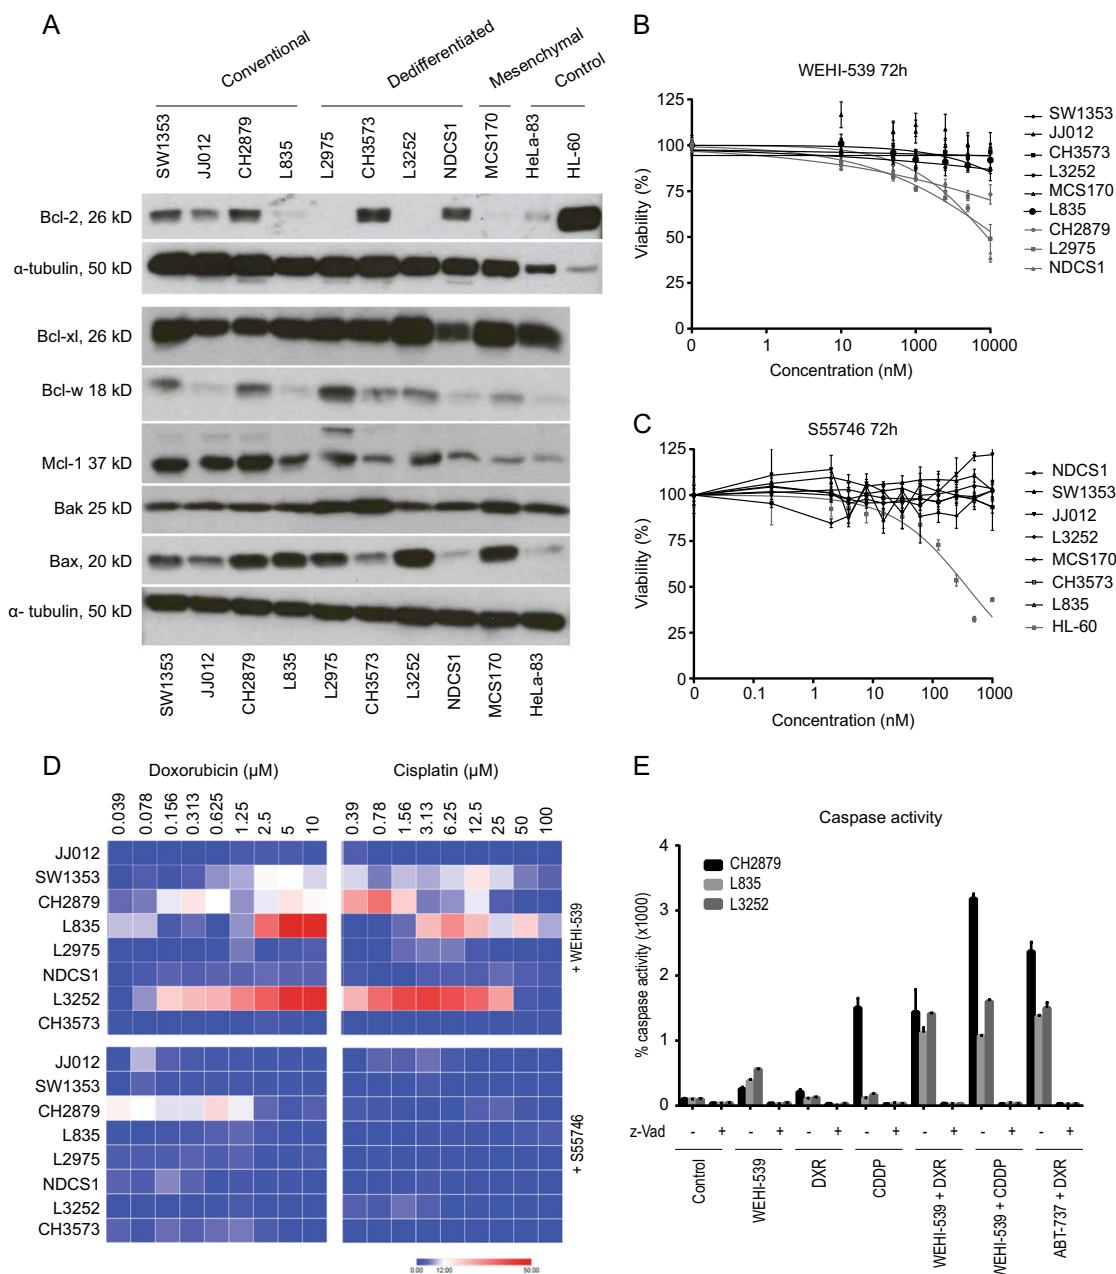 A
Conventional
Dedifferentiated
Mesenchymal
Control
SW1353
JJ012
CH2879
L835
L2975
CH3573
L3252
NDCS1
MCS170
HeLa-83
HL-60
Bcl-2, 26 kD
α-tubulin, 50 kD
Bcl-xl, 26 kD
Bcl-w 18 kD
Mcl-1 37 kD
Bak 25 kD
Bax, 20 kD
α- tubulin, 50 kD
SW1353
JJ012
CH2879
L835
L2975
CH3573
L3252
NDCS1
MCS170
HeLa-83
B
WEHI-539 72h
Viability (%)
125
100
75
50
25
0
0
1
10
100
1000
10000
Concentration (nM)
SW1353
JJ012
CH3573
L3252
MCS170
L835
CH2879
L2975
NDCS1
C
S55746 72h
Viability (%)
125
100
75
50
25
0
0
0.1
1
10
100
1000
Concentration (nM)
NDCS1
SW1353
JJ012
L3252
MCS170
CH3573
L835
HL-60
D
Doxorubicin (µM)
Cisplatin (µM)
0.039
0.078
0.156
0.313
0.625
1.25
2.5
5
10
0.39
0.78
1.56
3.13
6.25
12.5
25
50
100
JJ012
SW1353
CH2879
L835
L2975
NDCS1
L3252
CH3573
+ WEHI-539
JJ012
SW1353
CH2879
L835
L2975
NDCS1
L3252
CH3573
+ S55746
0.00
12.00
50.00
E
Caspase activity
% caspase activity (x1000)
4
3
2
1
0
CH2879
L835
L3252
z-Vad
- + - + - + - + - + - + - +
Control
WEHI-539
DXR
CDDP
WEHI-539 + DXR
WEHI-539 + CDDP
ABT-737 + DXR